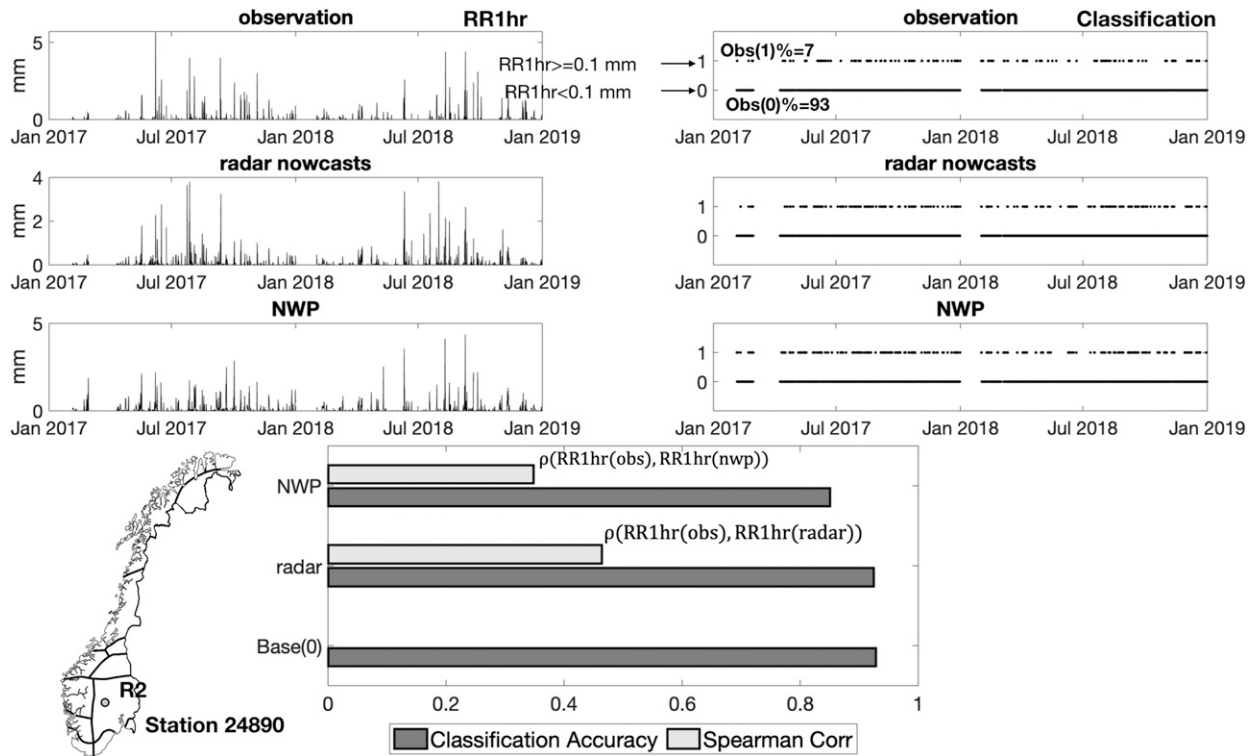 observation RR1hr
observation Classification
5
mm
0
Jan 2017 Jul 2017 Jan 2018 Jul 2018 Jan 2019
RR1hr>=0.1 mm
RR1hr<0.1 mm
1
0
Obs(1)%=7
Obs(0)%=93
Jan 2017 Jul 2017 Jan 2018 Jul 2018 Jan 2019
radar nowcasts
4
2
0
mm
Jan 2017 Jul 2017 Jan 2018 Jul 2018 Jan 2019
radar nowcasts
1
0
Jan 2017 Jul 2017 Jan 2018 Jul 2018 Jan 2019
NWP
5
mm
0
Jan 2017 Jul 2017 Jan 2018 Jul 2018 Jan 2019
NWP
1
0
Jan 2017 Jul 2017 Jan 2018 Jul 2018 Jan 2019
R2
Station 24890
NWP
ρ(RR1hr(obs), RR1hr(nwp))
radar
ρ(RR1hr(obs), RR1hr(radar))
Base(0)
0 0.2 0.4 0.6 0.8 1
Classification Accuracy Spearman Corr